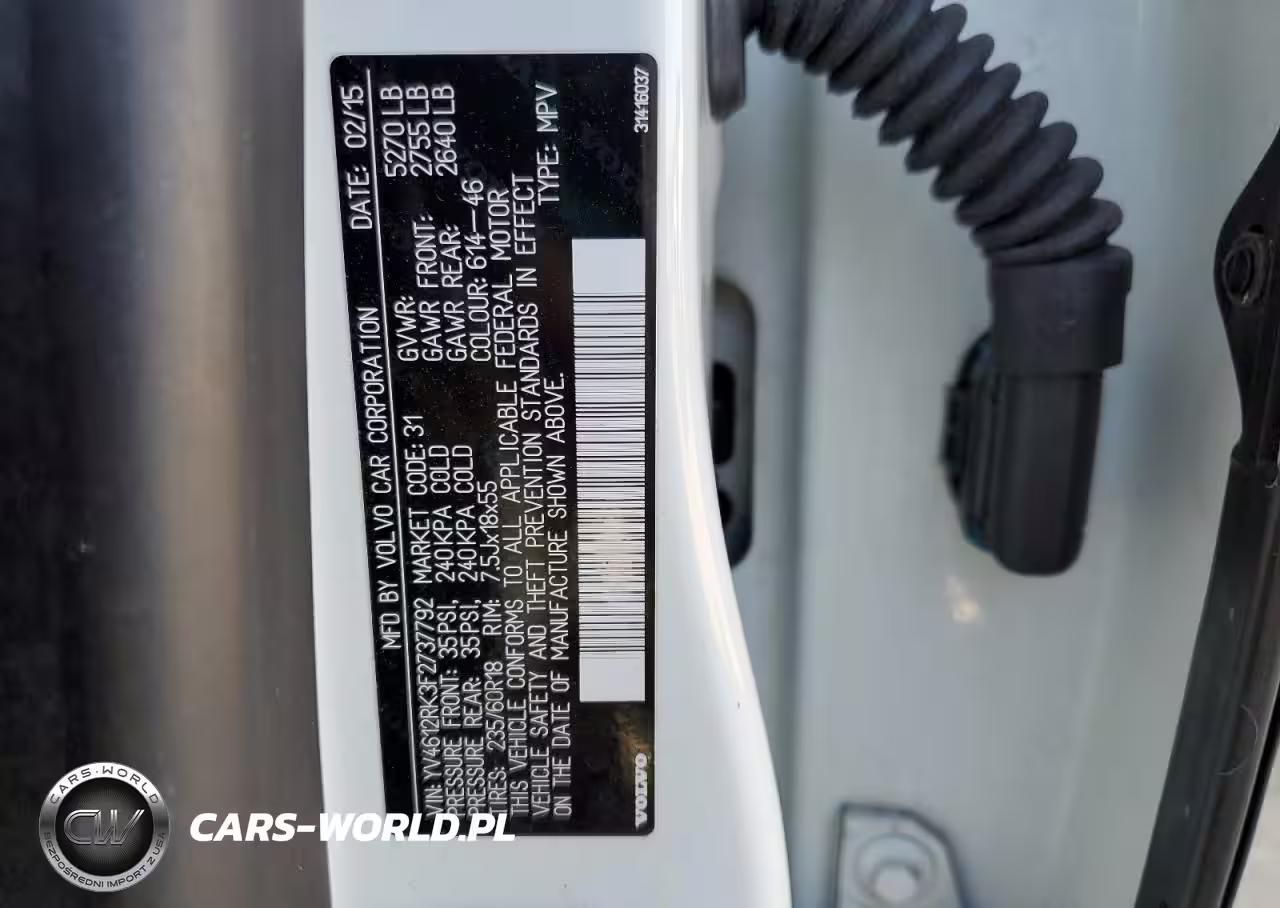 MFD BY VOLVO CAR CORPORATION DATE: 02/15
VIN: YV4612RK3F2737792 MARKET CODE: 31 GVWR: 5270 LB
PRESSURE FRONT: 35PSI, 240KPA COLD GAWR FRONT: 2755 LB
PRESSURE REAR: 35PSI, 240KPA COLD GAWR REAR: 2640 LB
TIRES: 235/60R18 RIM: 7.5Jx18x55 COLOUR: 614-46
THIS VEHICLE CONFORMS TO ALL APPLICABLE FEDERAL MOTOR
VEHICLE SAFETY AND THEFT PREVENTION STANDARDS IN EFFECT
ON THE DATE OF MANUFACTURE SHOWN ABOVE. TYPE: MPV
VOLVO 31416037
CARS-WORLD
CW
BEZPOŚREDNI IMPORT Z USA
CARS-WORLD.PL